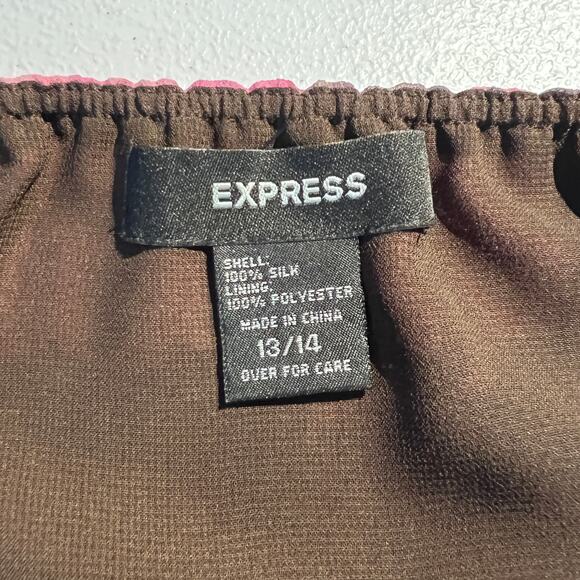 EXPRESS
SHELL:
100% SILK
LINING:
100% POLYESTER
MADE IN CHINA
13/14
OVER FOR CARE